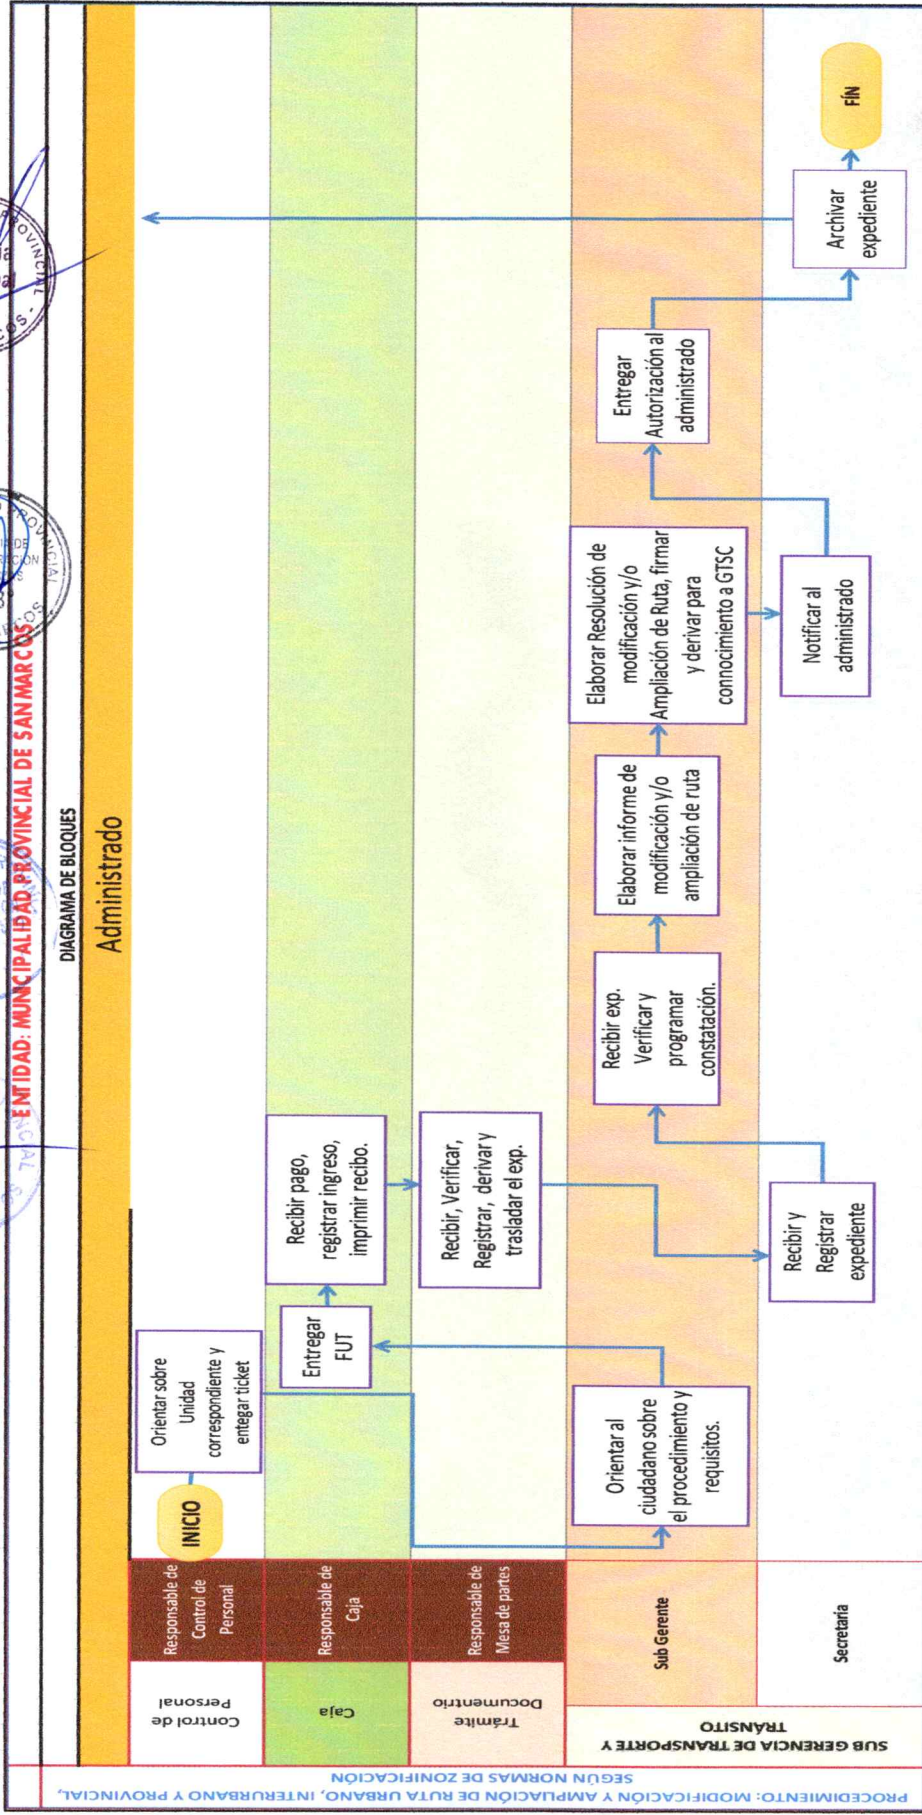 ENTIDAD: MUNICIPALIDAD PROVINCIAL DE SAN MARCOS
DIAGRAMA DE BLOQUES
PROCEDIMIENTO: MODIFICACIÓN Y AMPLIACIÓN DE RUTA URBANO, INTERURBANO Y PROVINCIAL,
SEGÚN NORMAS DE ZONIFICACIÓN
Administrado
Control de
Personal
Responsable de
Control de
Personal
INICIO
Orientar sobre
Unidad
correspondiente y
entegar ticket
Caja
Responsable de
Caja
Entregar
FUT
Recibir pago,
registrar ingreso,
imprimir recibo.
Trámite
Documentrio
Responsable de
Mesa de partes
Recibir, Verificar,
Registrar, derivar y
trasladar el exp.
SUB GERENCIA DE TRANSPORTE Y
TRÁNSITO
Sub Gerente
Orientar al
ciudadano sobre
el procedimiento y
requisitos.
Recibir exp.
Verificar y
programar
constatación.
Elaborar informe de
modificación y/o
ampliación de ruta
Elaborar Resolución de
modificación y/o
Ampliación de Ruta, firmar
y derivar para
connocimiento a GTSC
Entregar
Autorización al
administrado
Secretaria
Recibir y
Registrar
expediente
Notificar al
administrado
Archivar
expediente
FÍN